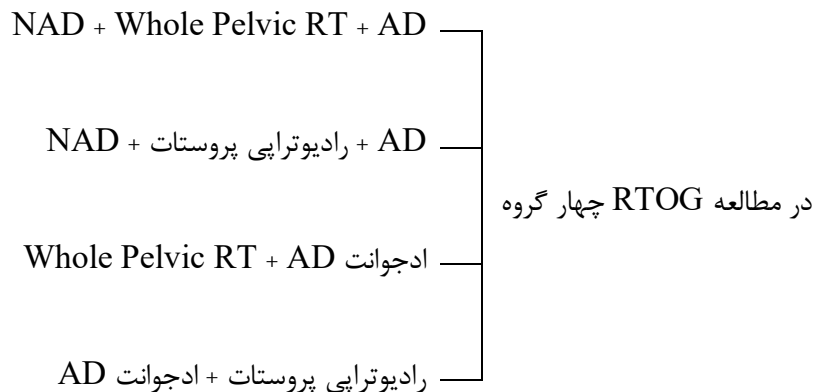 NAD + Whole Pelvic RT + AD
NAD + رادیوتراپی پروستات + AD
در مطالعه RTOG چهار گروه
Whole Pelvic RT + AD ادجوانت
رادیوتراپی پروستات + ادجوانت AD